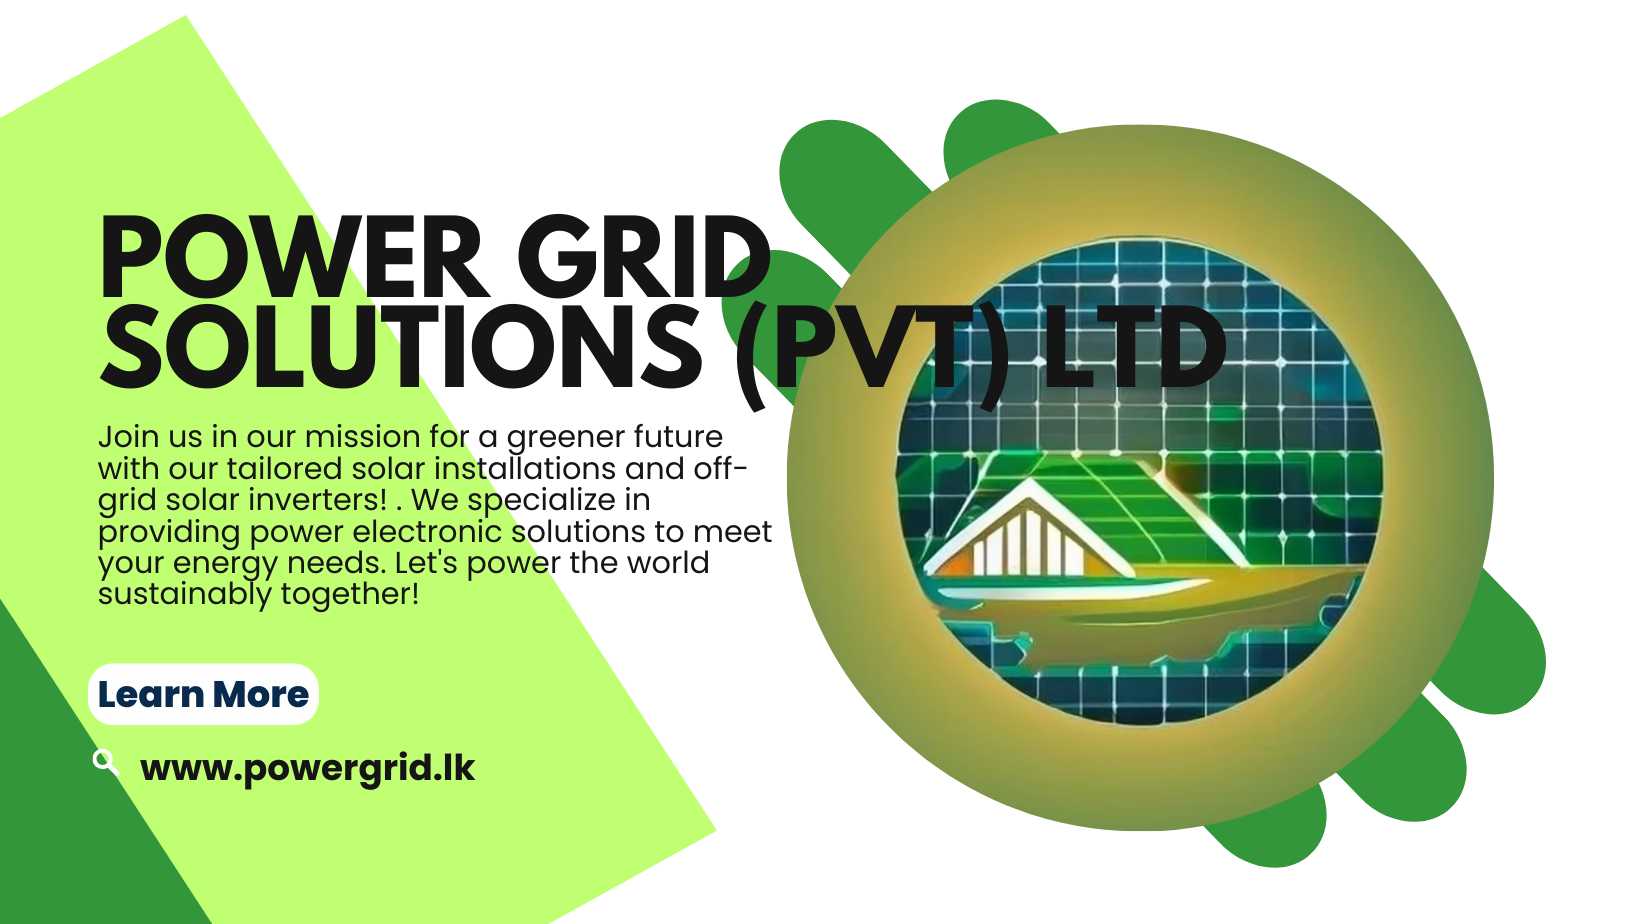 POWER GRID
SOLUTIONS (PVT) LTD
Join us in our mission for a greener future
with our tailored solar installations and off-
grid solar inverters! . We specialize in
providing power electronic solutions to meet
your energy needs. Let's power the world
sustainably together!
Learn More
www.powergrid.lk